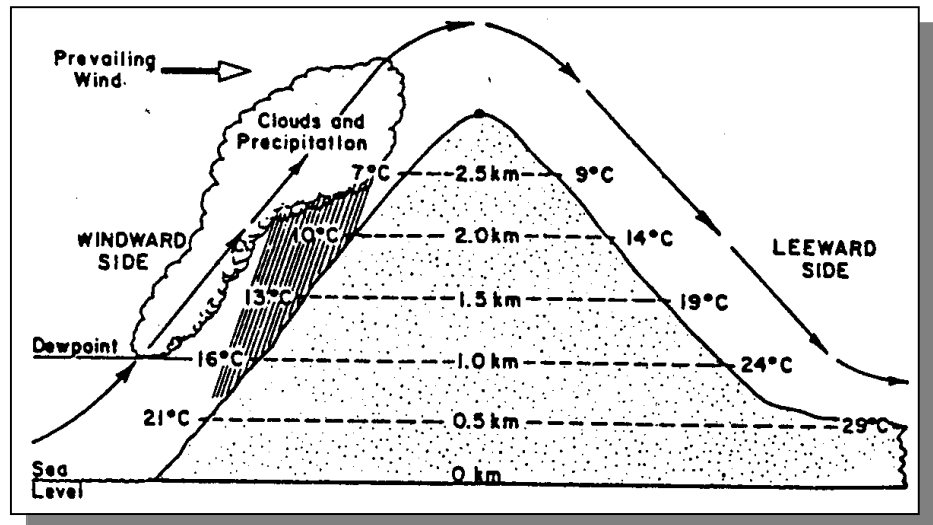 Prevailing
Wind.
Clouds and
Precipitation
7°C 2.5 km 9°C
WINDWARD
SIDE
10°C 2.0 km 14°C
LEEWARD
SIDE
13°C 1.5 km 19°C
Dewpoint
16°C 1.0 km 24°C
21°C 0.5 km 29°C
Sea
Level
0 km